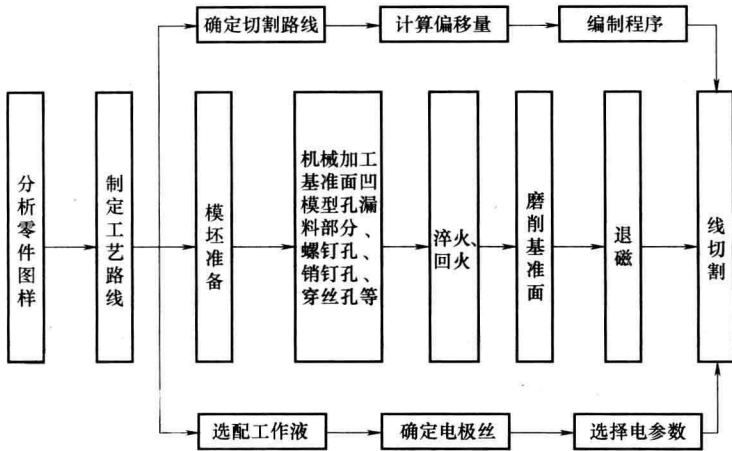 确定切割路线
计算偏移量
编制程序
分析零件图样
制定工艺路线
模坯准备
机械加工
基准面凹
模型孔漏
料部分、
螺钉孔、
销钉孔、
穿丝孔等
淬火、
回火
磨削基准面
退磁
线切割
选配工作液
确定电极丝
选择电参数